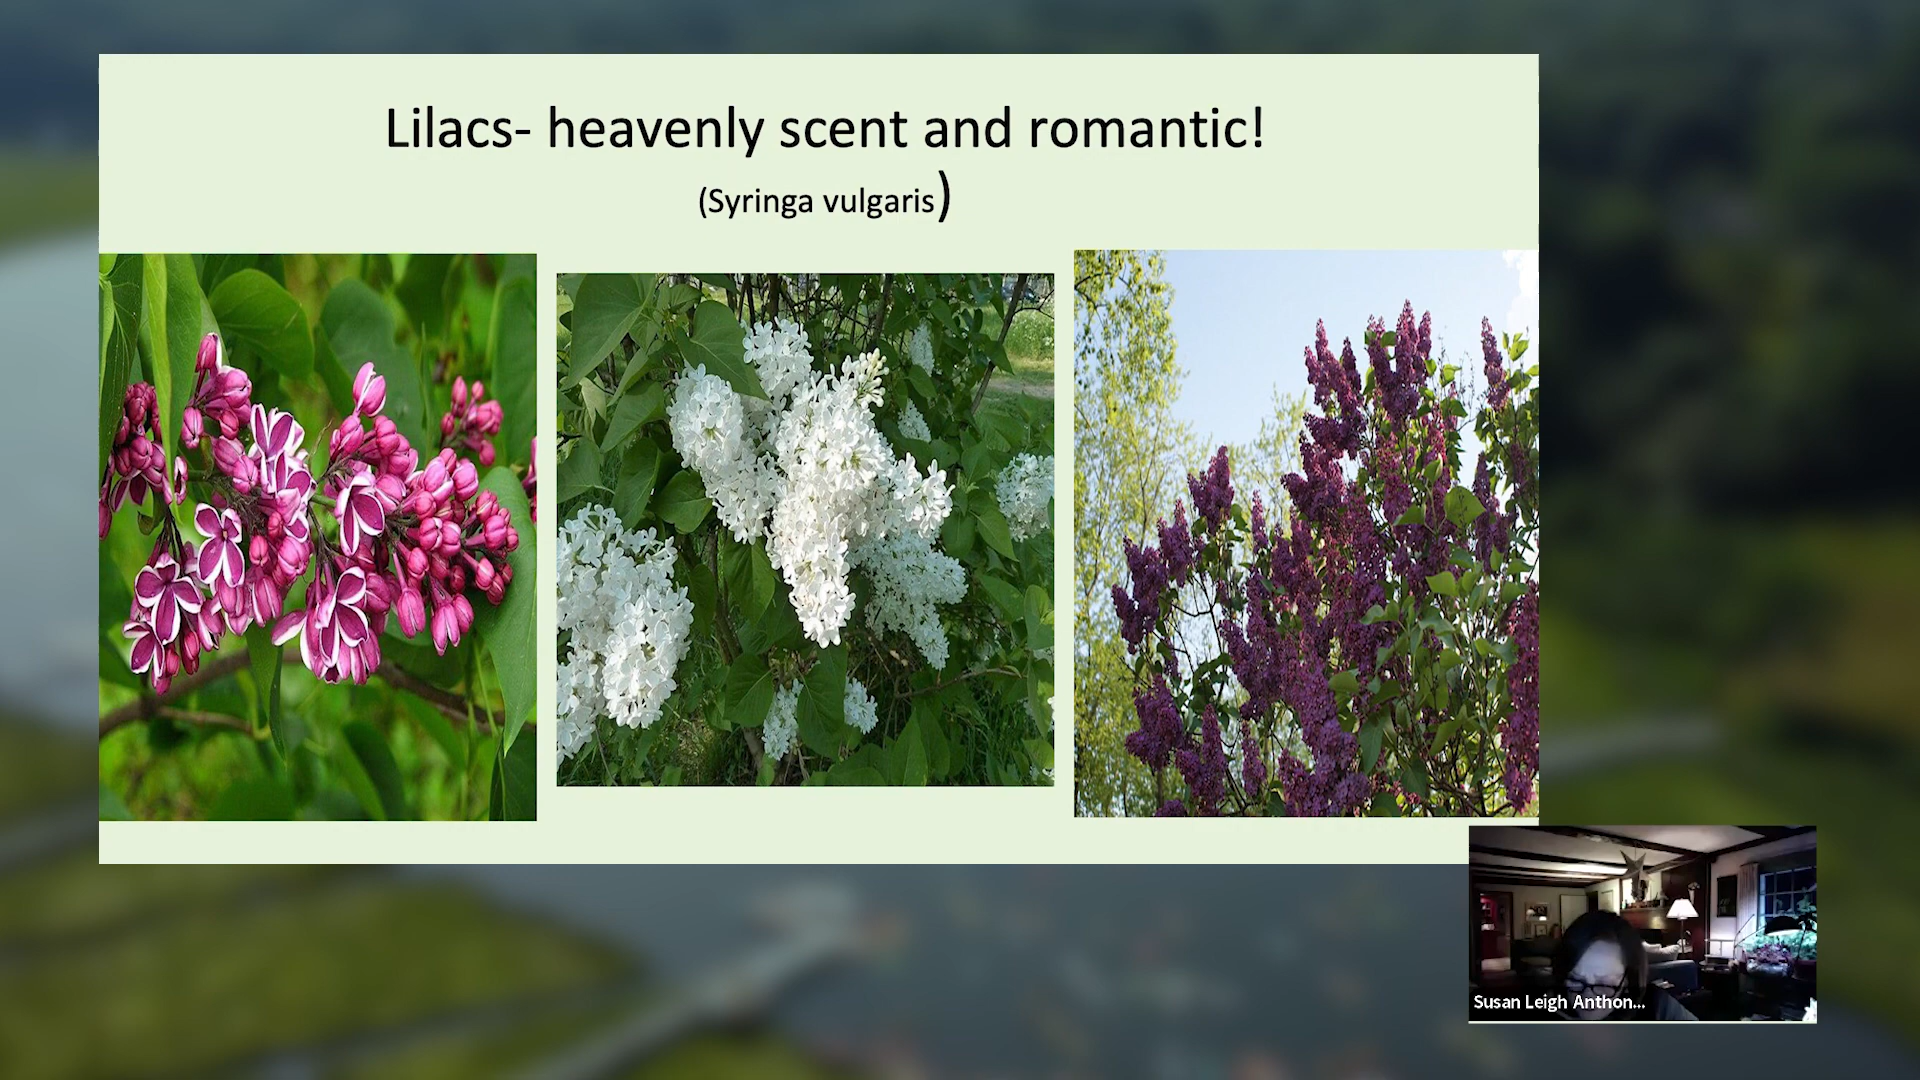 Lilacs- heavenly scent and romantic!
(Syringa vulgaris)
Susan Leigh Anthon...